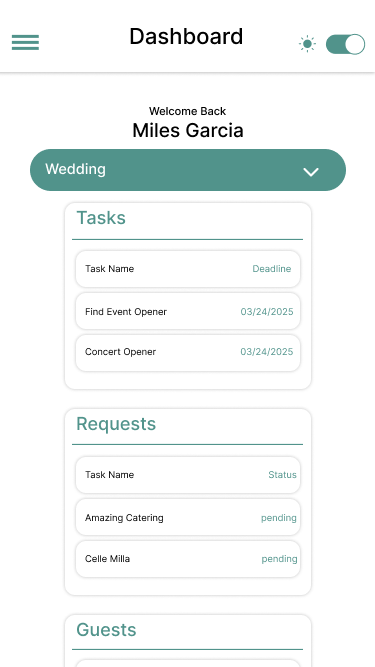 Dashboard
Welcome Back
Miles Garcia
Wedding
Tasks
Task Name Deadline
Find Event Opener 03/24/2025
Concert Opener 03/24/2025
Requests
Task Name Status
Amazing Catering pending
Celle Milla pending
Guests